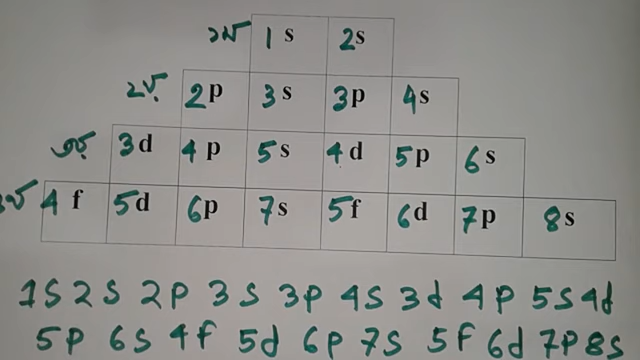 1s 2s
2p 3s 3p 4s
3d 4p 5s 4d 5p 6s
4f 5d 6p 7s 5f 6d 7p 8s
1s 2s 2p 3s 3p 4s 3d 4p 5s 4d
5p 6s 4f 5d 6p 7s 5f 6d 7p 8s